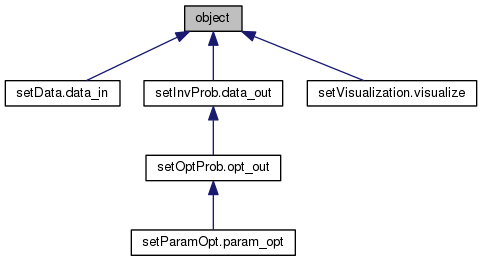 object
setData.data_in
setInvProb.data_out
setVisualization.visualize
setOptProb.opt_out
setParamOpt.param_opt